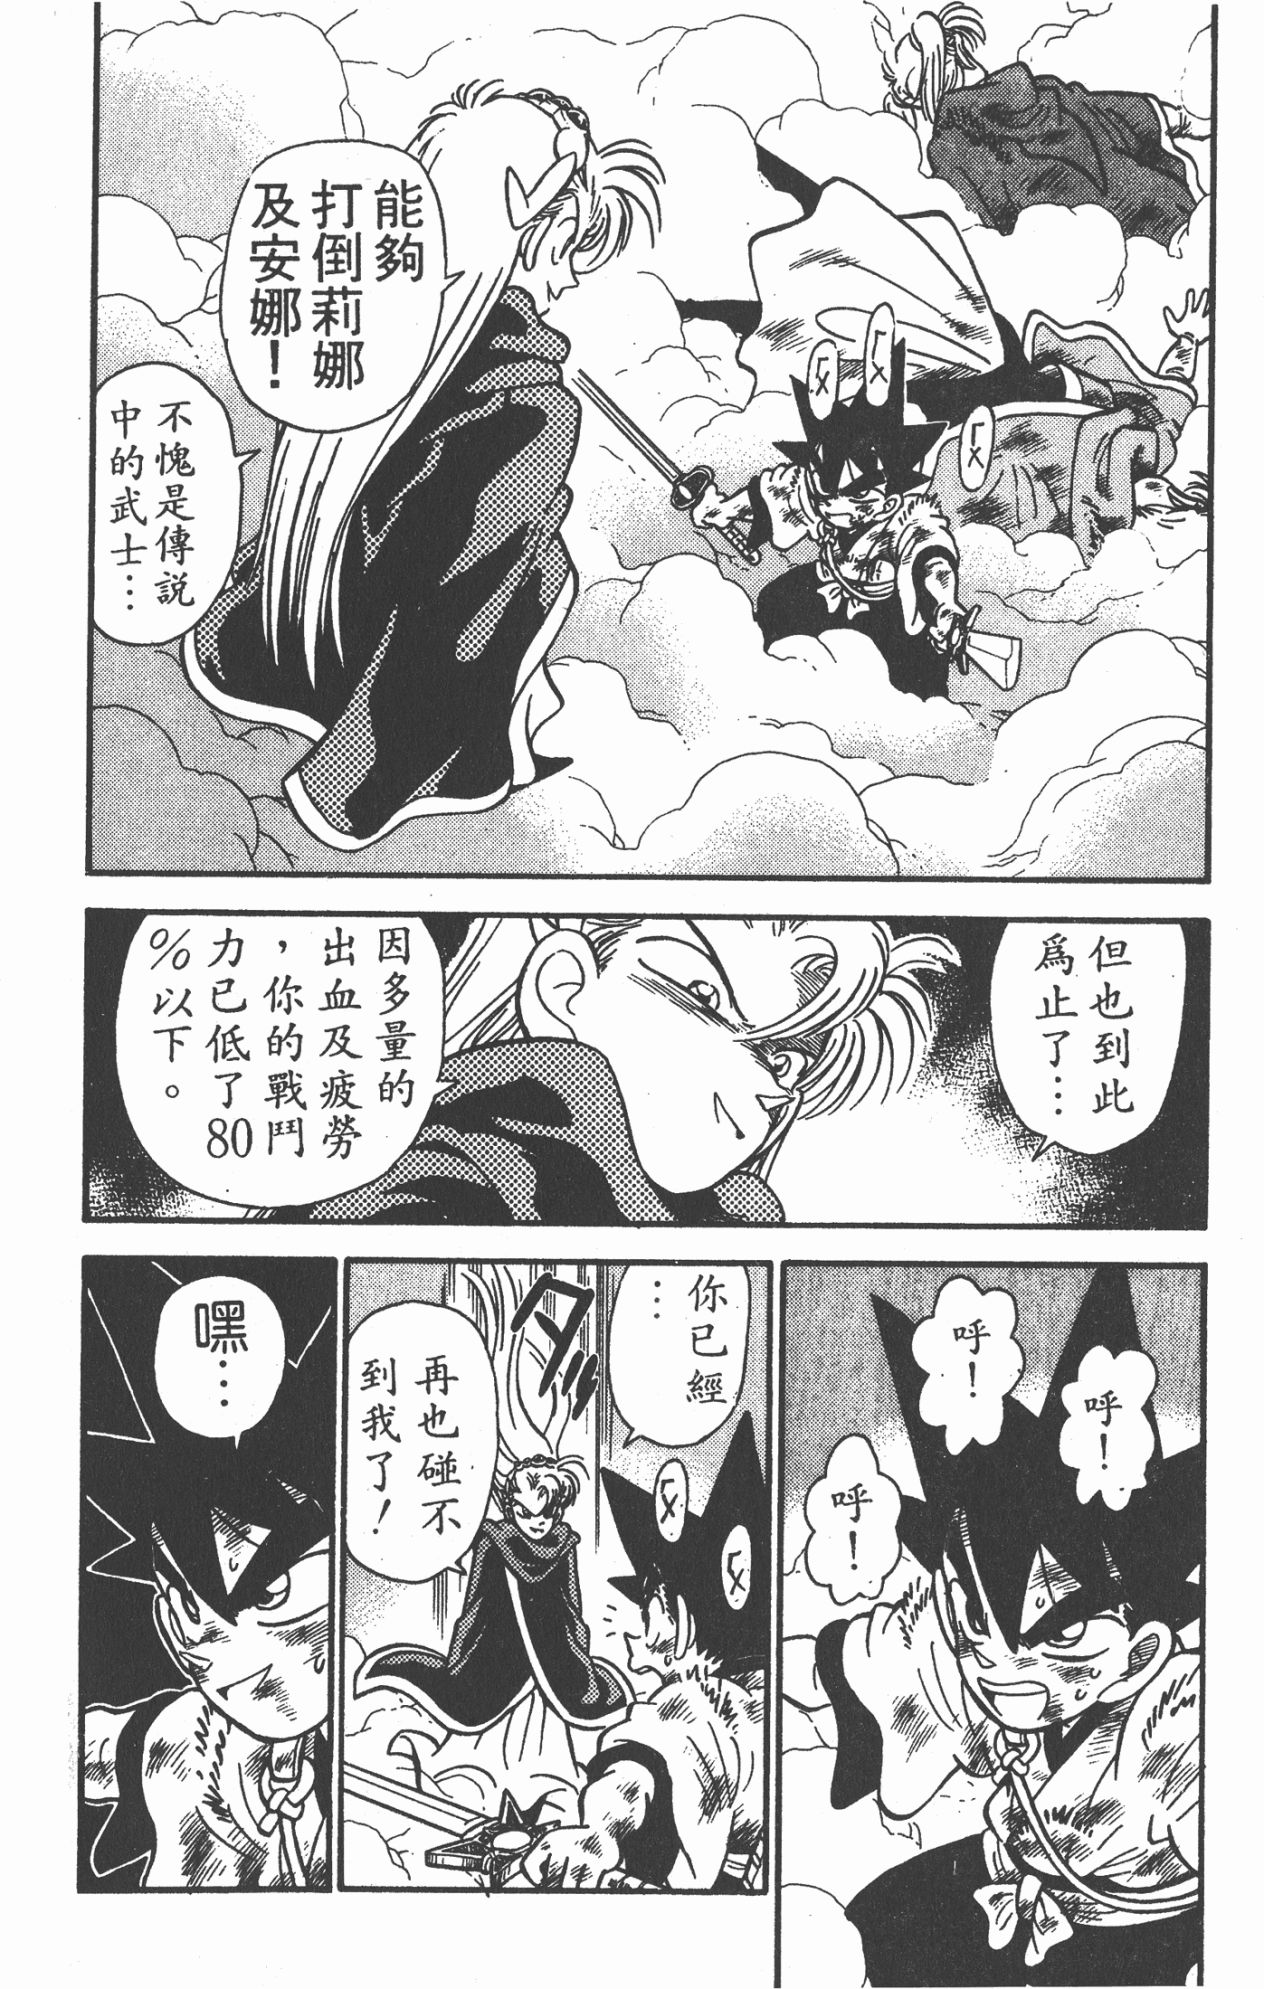 能夠
打倒莉娜
及安娜！
不愧是傳說
中的武士…
但也到此
爲止了…
因多量的
出血及疲勞
，你的戰鬥
力已低了80
%以下。
呼！
呼！
呼！
你已經
…
再也碰不
到我了！
嘿…